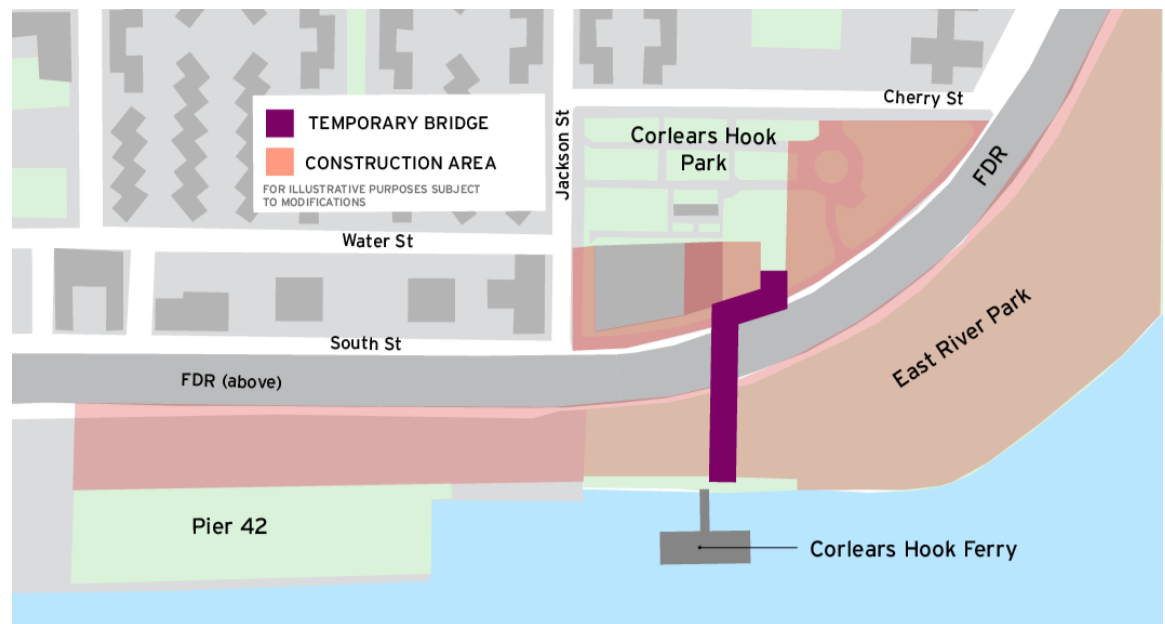 Cherry St
TEMPORARY BRIDGE
CONSTRUCTION AREA
FOR ILLUSTRATIVE PURPOSES SUBJECT
TO MODIFICATIONS
Jackson St
Corlears Hook
Park
FDR
Water St
South St
FDR (above)
East River Park
Pier 42
Corlears Hook Ferry